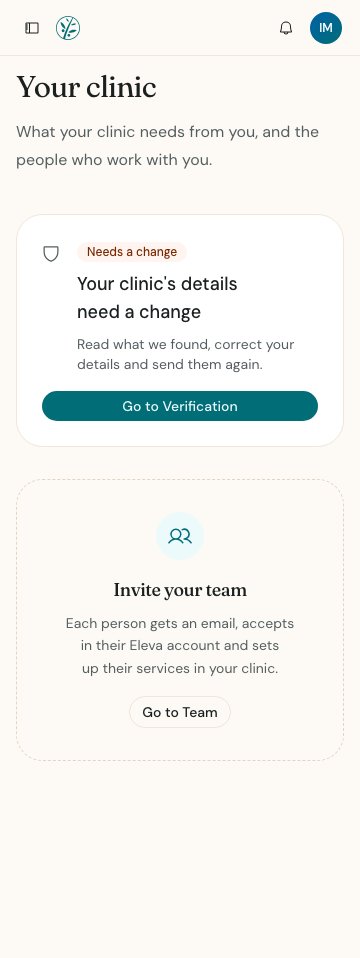 IM
Your clinic
What your clinic needs from you, and the
people who work with you.
Needs a change
Your clinic's details
need a change
Read what we found, correct your
details and send them again.
Go to Verification
Invite your team
Each person gets an email, accepts
in their Eleva account and sets
up their services in your clinic.
Go to Team